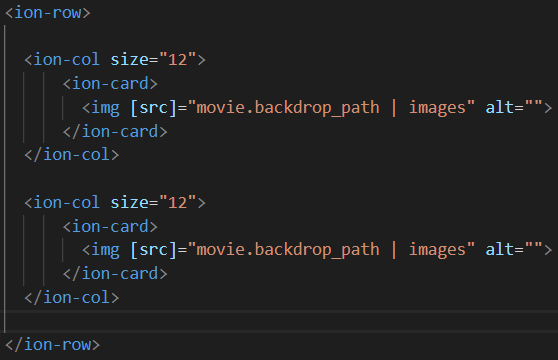 <ion-row>
<ion-col size="12">
<ion-card>
<img [src]="movie.backdrop_path | images" alt="">
</ion-card>
</ion-col>
<ion-col size="12">
<ion-card>
<img [src]="movie.backdrop_path | images" alt="">
</ion-card>
</ion-col>
</ion-row>